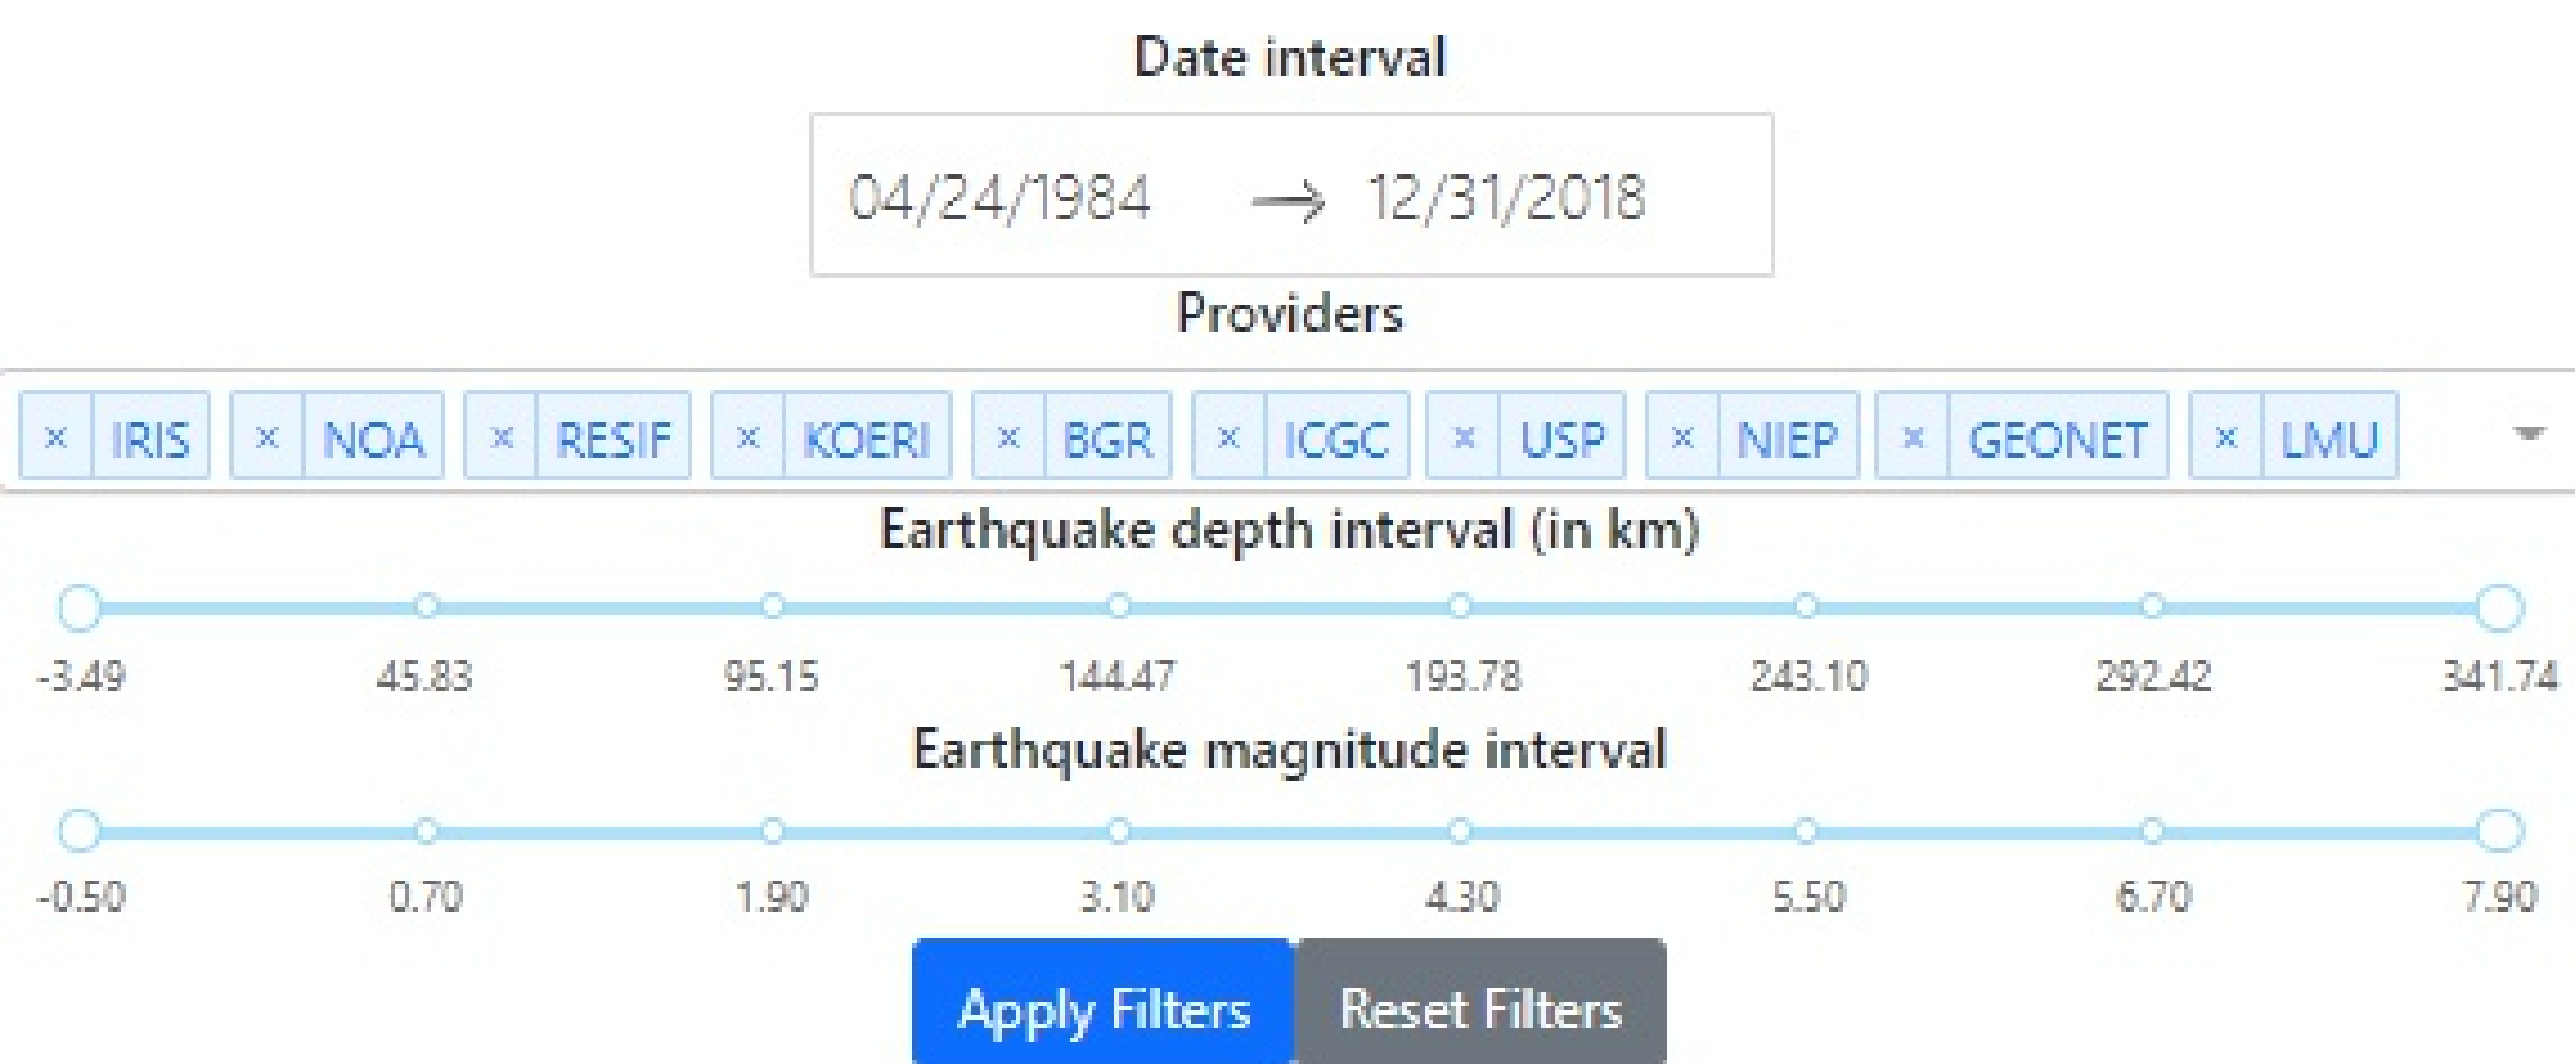 Date interval
04/24/1984 → 12/31/2018
Providers
× IRIS × NOA × RESIF × KOERI × BGR × ICGC × USP × NIEP × GEONET × LMU
Earthquake depth interval (in km)
-3.49 45.83 95.15 144.47 193.78 243.10 292.42 341.74
Earthquake magnitude interval
-0.50 0.70 1.90 3.10 4.30 5.50 6.70 7.90
Apply Filters Reset Filters